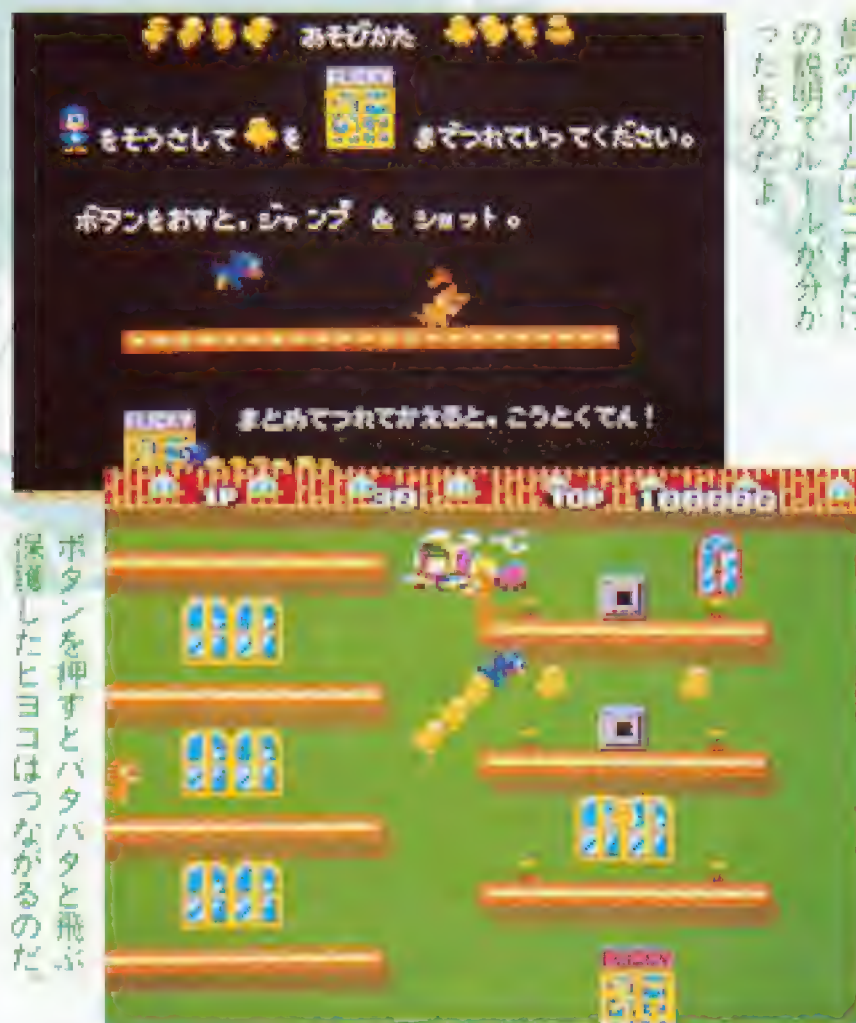 あそびかた
FLICKY
をそうさして を までつれていってください。
ボタンをおすと，ジャンプ ＆ ショット。
まとめてつれてかえると，こうとくてん！
FLICKY
1P TOP 100000
FLICKY
昔のゲームはこれだけ
の説明でルールが分か
ったものだよ
ボタンを押すとパタパタと飛ぶ
保護したヒヨコはつながるのだ